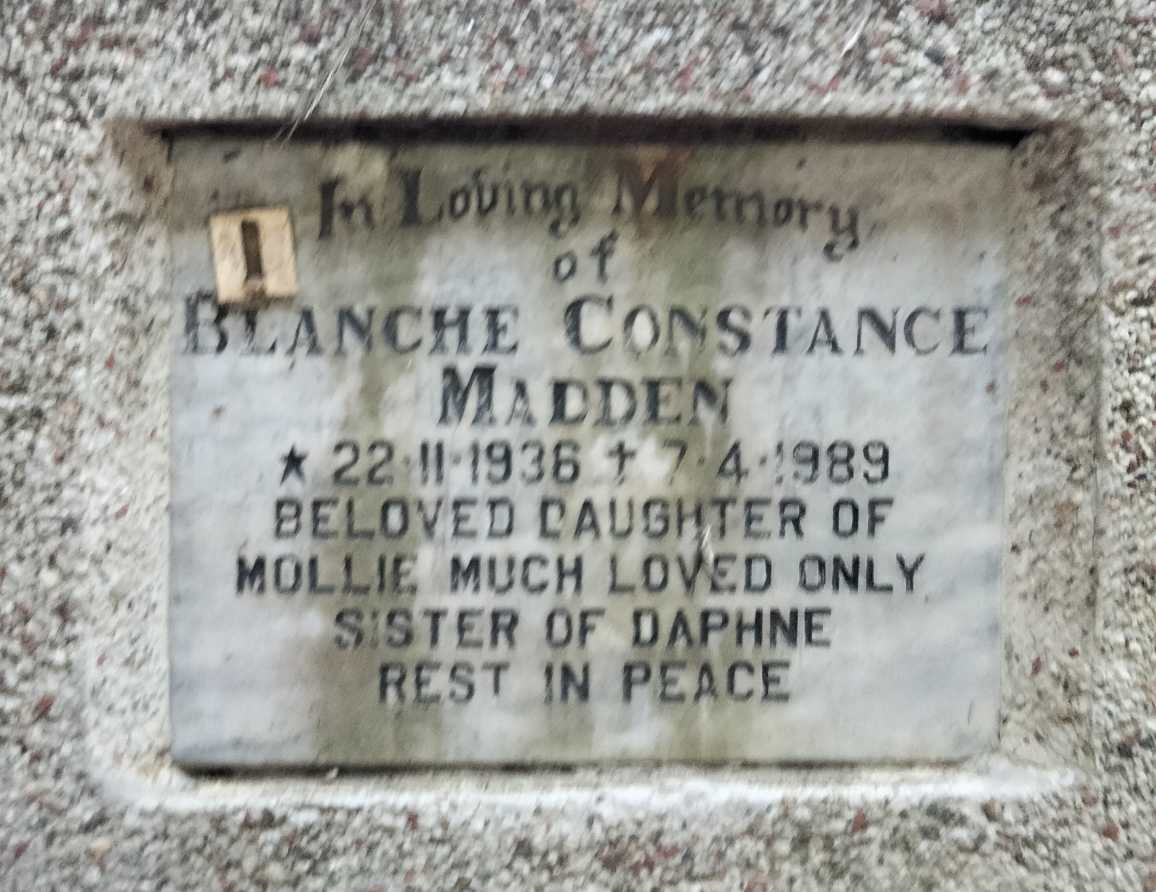 In Loving Memory
of
BLANCHE CONSTANCE
MADDEN
★ 22·11·1936 ✝ 7·4·1989
BELOVED DAUGHTER OF
MOLLIE MUCH LOVED ONLY
SISTER OF DAPHNE
REST IN PEACE